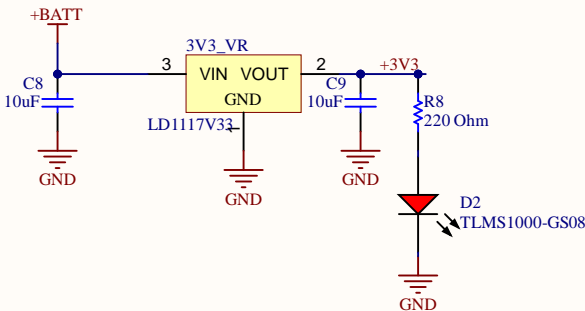 +BATT
3V3_VR
3 VIN VOUT 2 +3V3
C8
10uF
GND
C9
10uF
R8
220 Ohm
LD1117V33
1
GND
GND
GND
D2
TLMS1000-GS08
GND